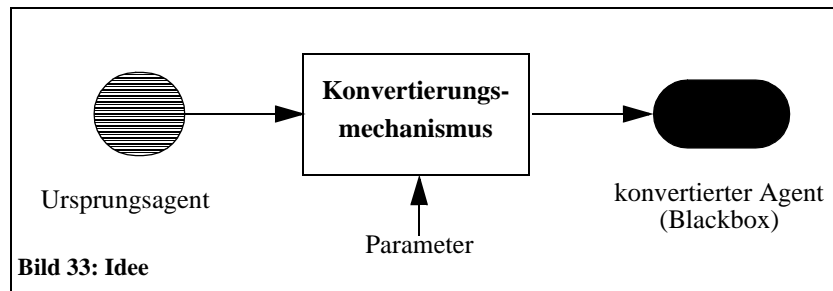 Konvertierungs-
mechanismus
Ursprungsagent
konvertierter Agent
(Blackbox)
Parameter
Bild 33: Idee